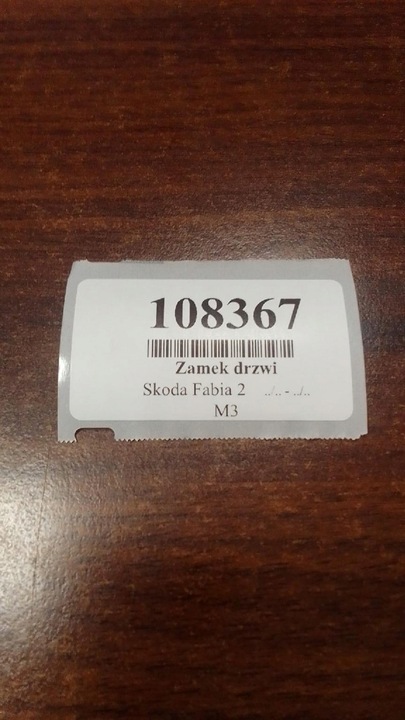 108367
Zamek drzwi
Skoda Fabia 2 ../.. - ../..
M3